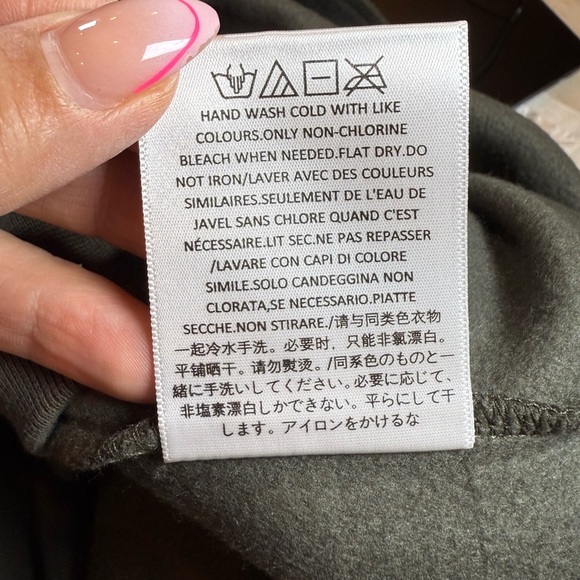 HAND WASH COLD WITH LIKE
COLOURS.ONLY NON-CHLORINE
BLEACH WHEN NEEDED.FLAT DRY.DO
NOT IRON/LAVER AVEC DES COULEURS
SIMILAIRES.SEULEMENT DE L'EAU DE
JAVEL SANS CHLORE QUAND C'EST
NÉCESSAIRE.LIT SEC.NE PAS REPASSER
/LAVARE CON CAPI DI COLORE
SIMILE.SOLO CANDEGGINA NON
CLORATA,SE NECESSARIO.PIATTE
SECCHE.NON STIRARE./请与同类色衣物
一起冷水手洗。必要时,只能非氯漂白。
平铺晒干。请勿熨烫。/同系色のものと一
緒に手洗いしてください。必要に応じて、
非塩素漂白しかできない。平らにして干
します。アイロンをかけるな